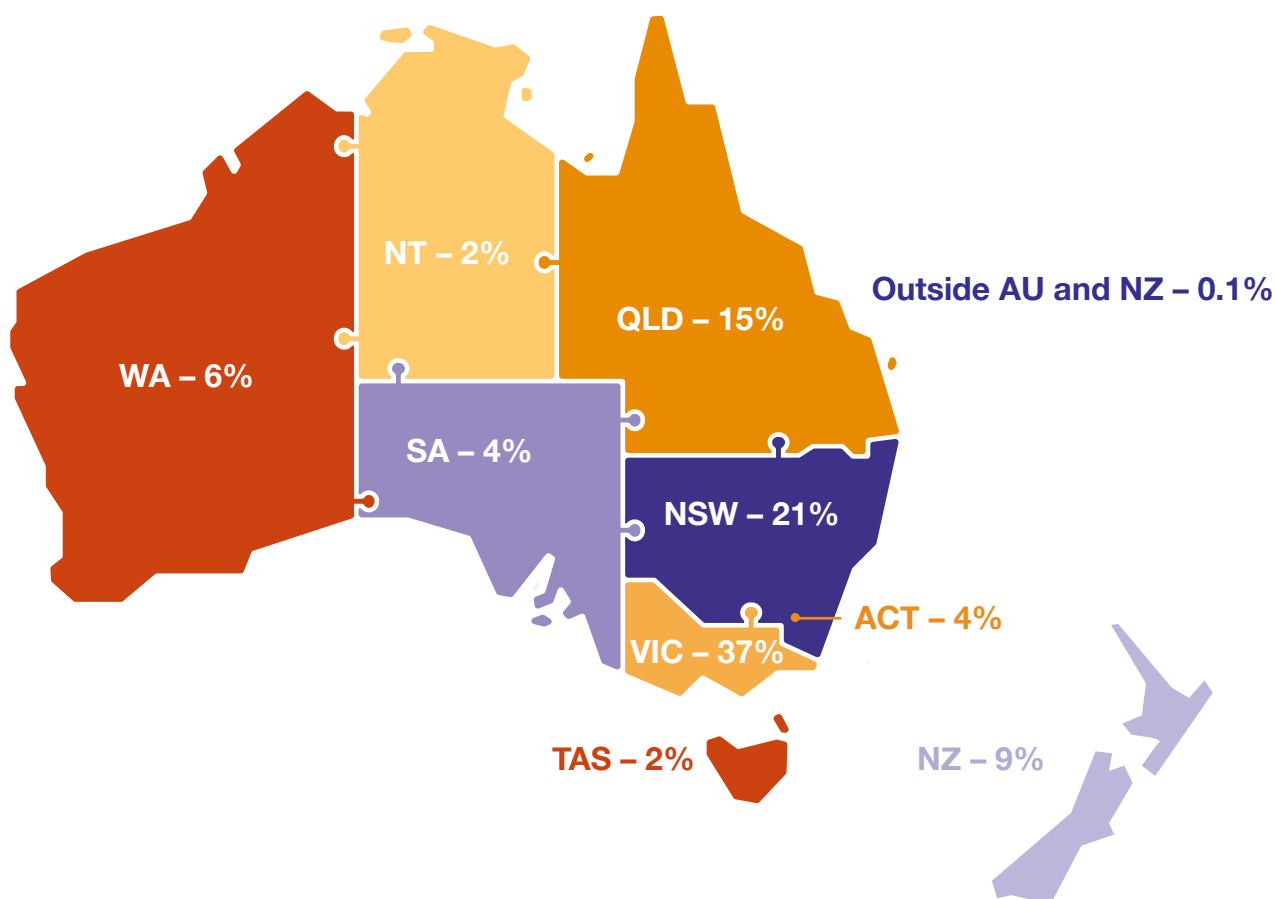 NT – 2%
Outside AU and NZ – 0.1%
QLD – 15%
WA – 6%
SA – 4%
NSW – 21%
ACT – 4%
VIC – 37%
TAS – 2%
NZ – 9%